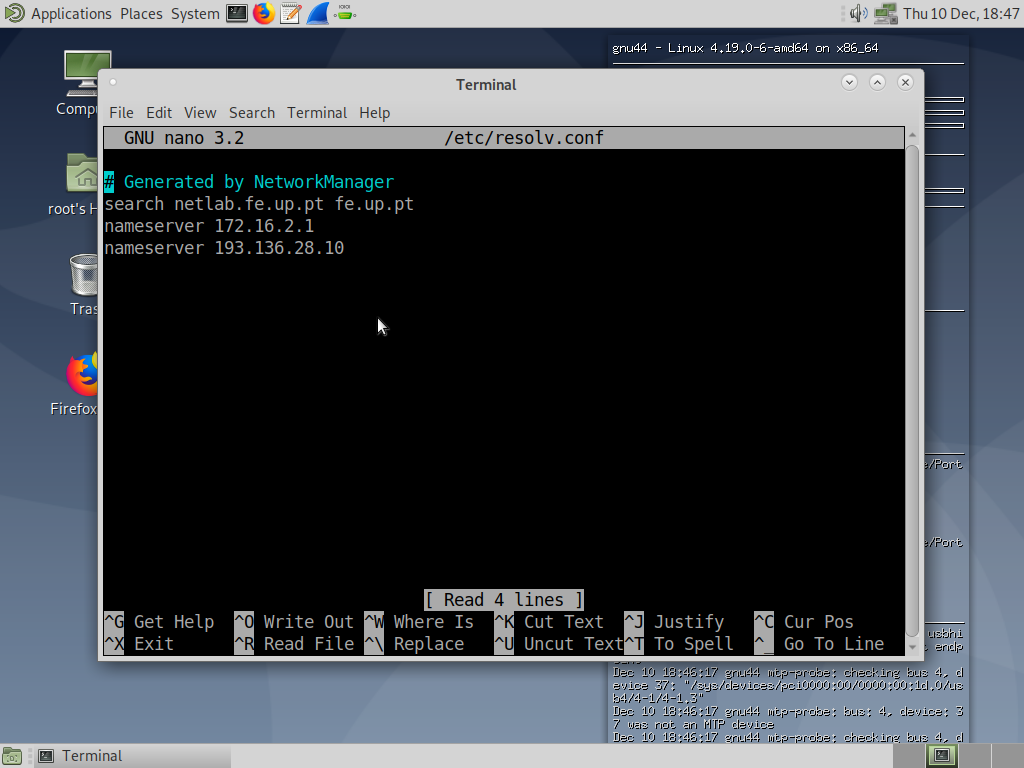 Applications Places System
Thu 10 Dec, 18:47
gnu44 - Linux 4.19.0-6-amd64 on x86_64
Terminal
File Edit View Search Terminal Help
GNU nano 3.2 /etc/resolv.conf
# Generated by NetworkManager
search netlab.fe.up.pt fe.up.pt
nameserver 172.16.2.1
nameserver 193.136.28.10
[ Read 4 lines ]
^G Get Help ^O Write Out ^W Where Is ^K Cut Text ^J Justify ^C Cur Pos
^X Exit ^R Read File ^\ Replace ^U Uncut Text ^T To Spell ^_ Go To Line
Compu
root's H
Tras
Firefox
e/Port
e/Port
usbhi
endp
Dec 10 18:46:17 gnu44 mtp-probe: checking bus 4, d
evice 37: "/sys/devices/pci0000:00/0000:00:1d.0/us
b4/4-1/4-1.3"
Dec 10 18:46:17 gnu44 mtp-probe: bus: 4, device: 3
7 was not an MTP device
Dec 10 18:46:17 gnu44 mtp-probe: checking bus 4, d
Terminal